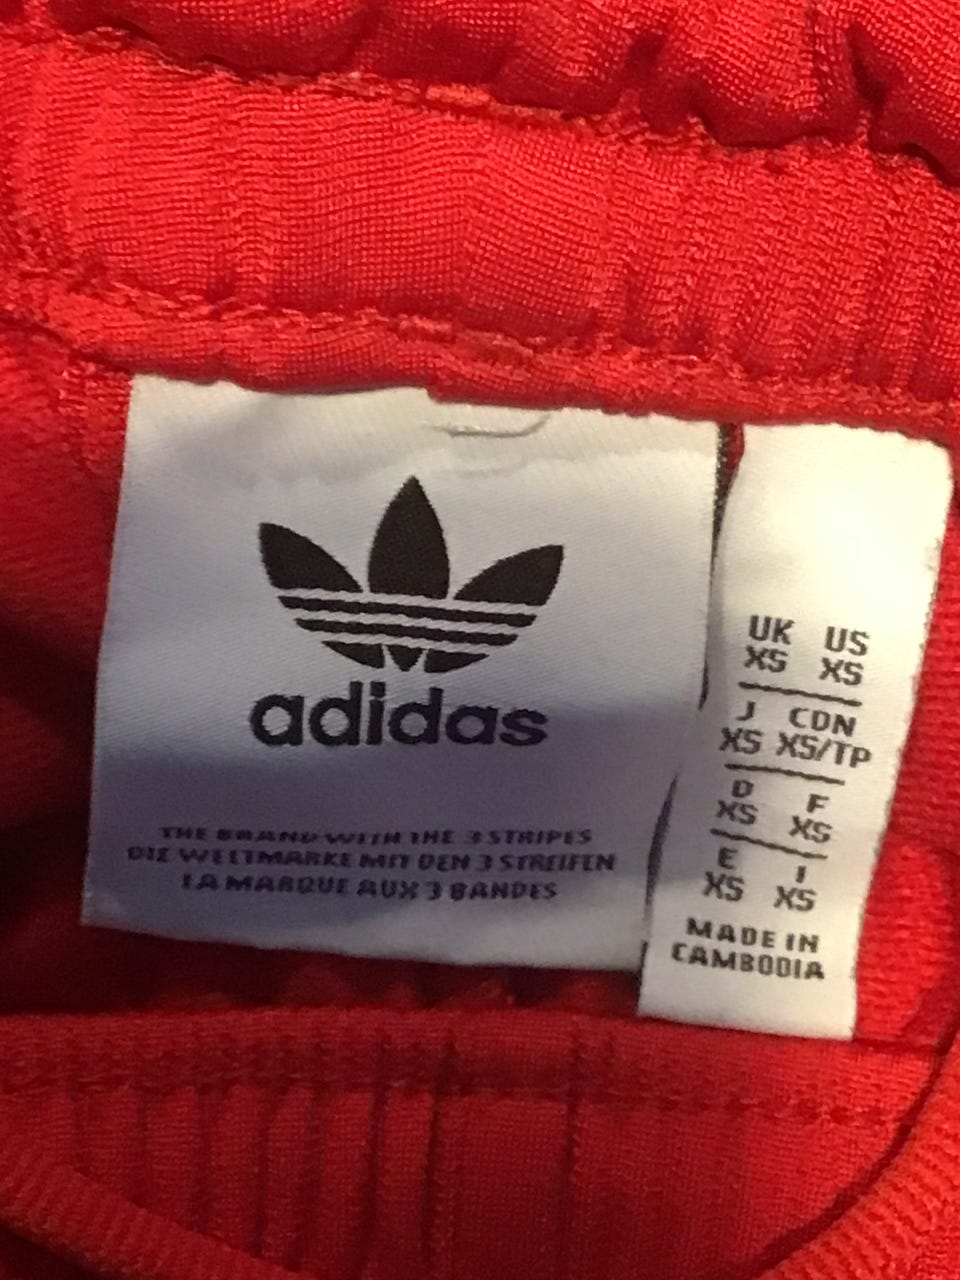 adidas
THE BRAND WITH THE 3 STRIPES
DIE WELTMARKE MIT DEN 3 STREIFEN
LA MARQUE AUX 3 BANDES
UK US
XS XS
J CDN
XS XS/TP
D F
XS XS
E I
XS XS
MADE IN
CAMBODIA